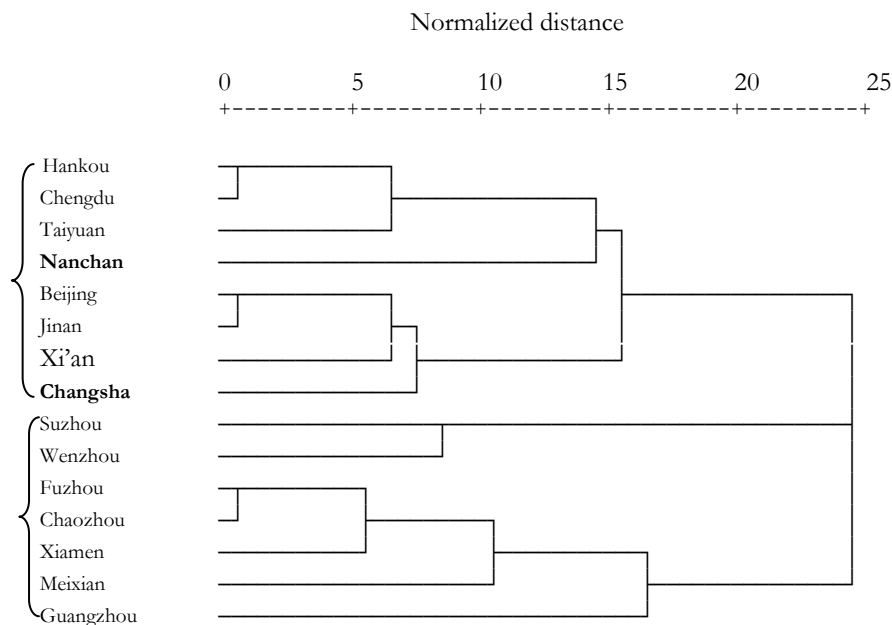 Normalized distance
0 5 10 15 20 25
Hankou
Chengdu
Taiyuan
Nanchan
Beijing
Jinan
Xi’an
Changsha
Suzhou
Wenzhou
Fuzhou
Chaozhou
Xiamen
Meixian
Guangzhou